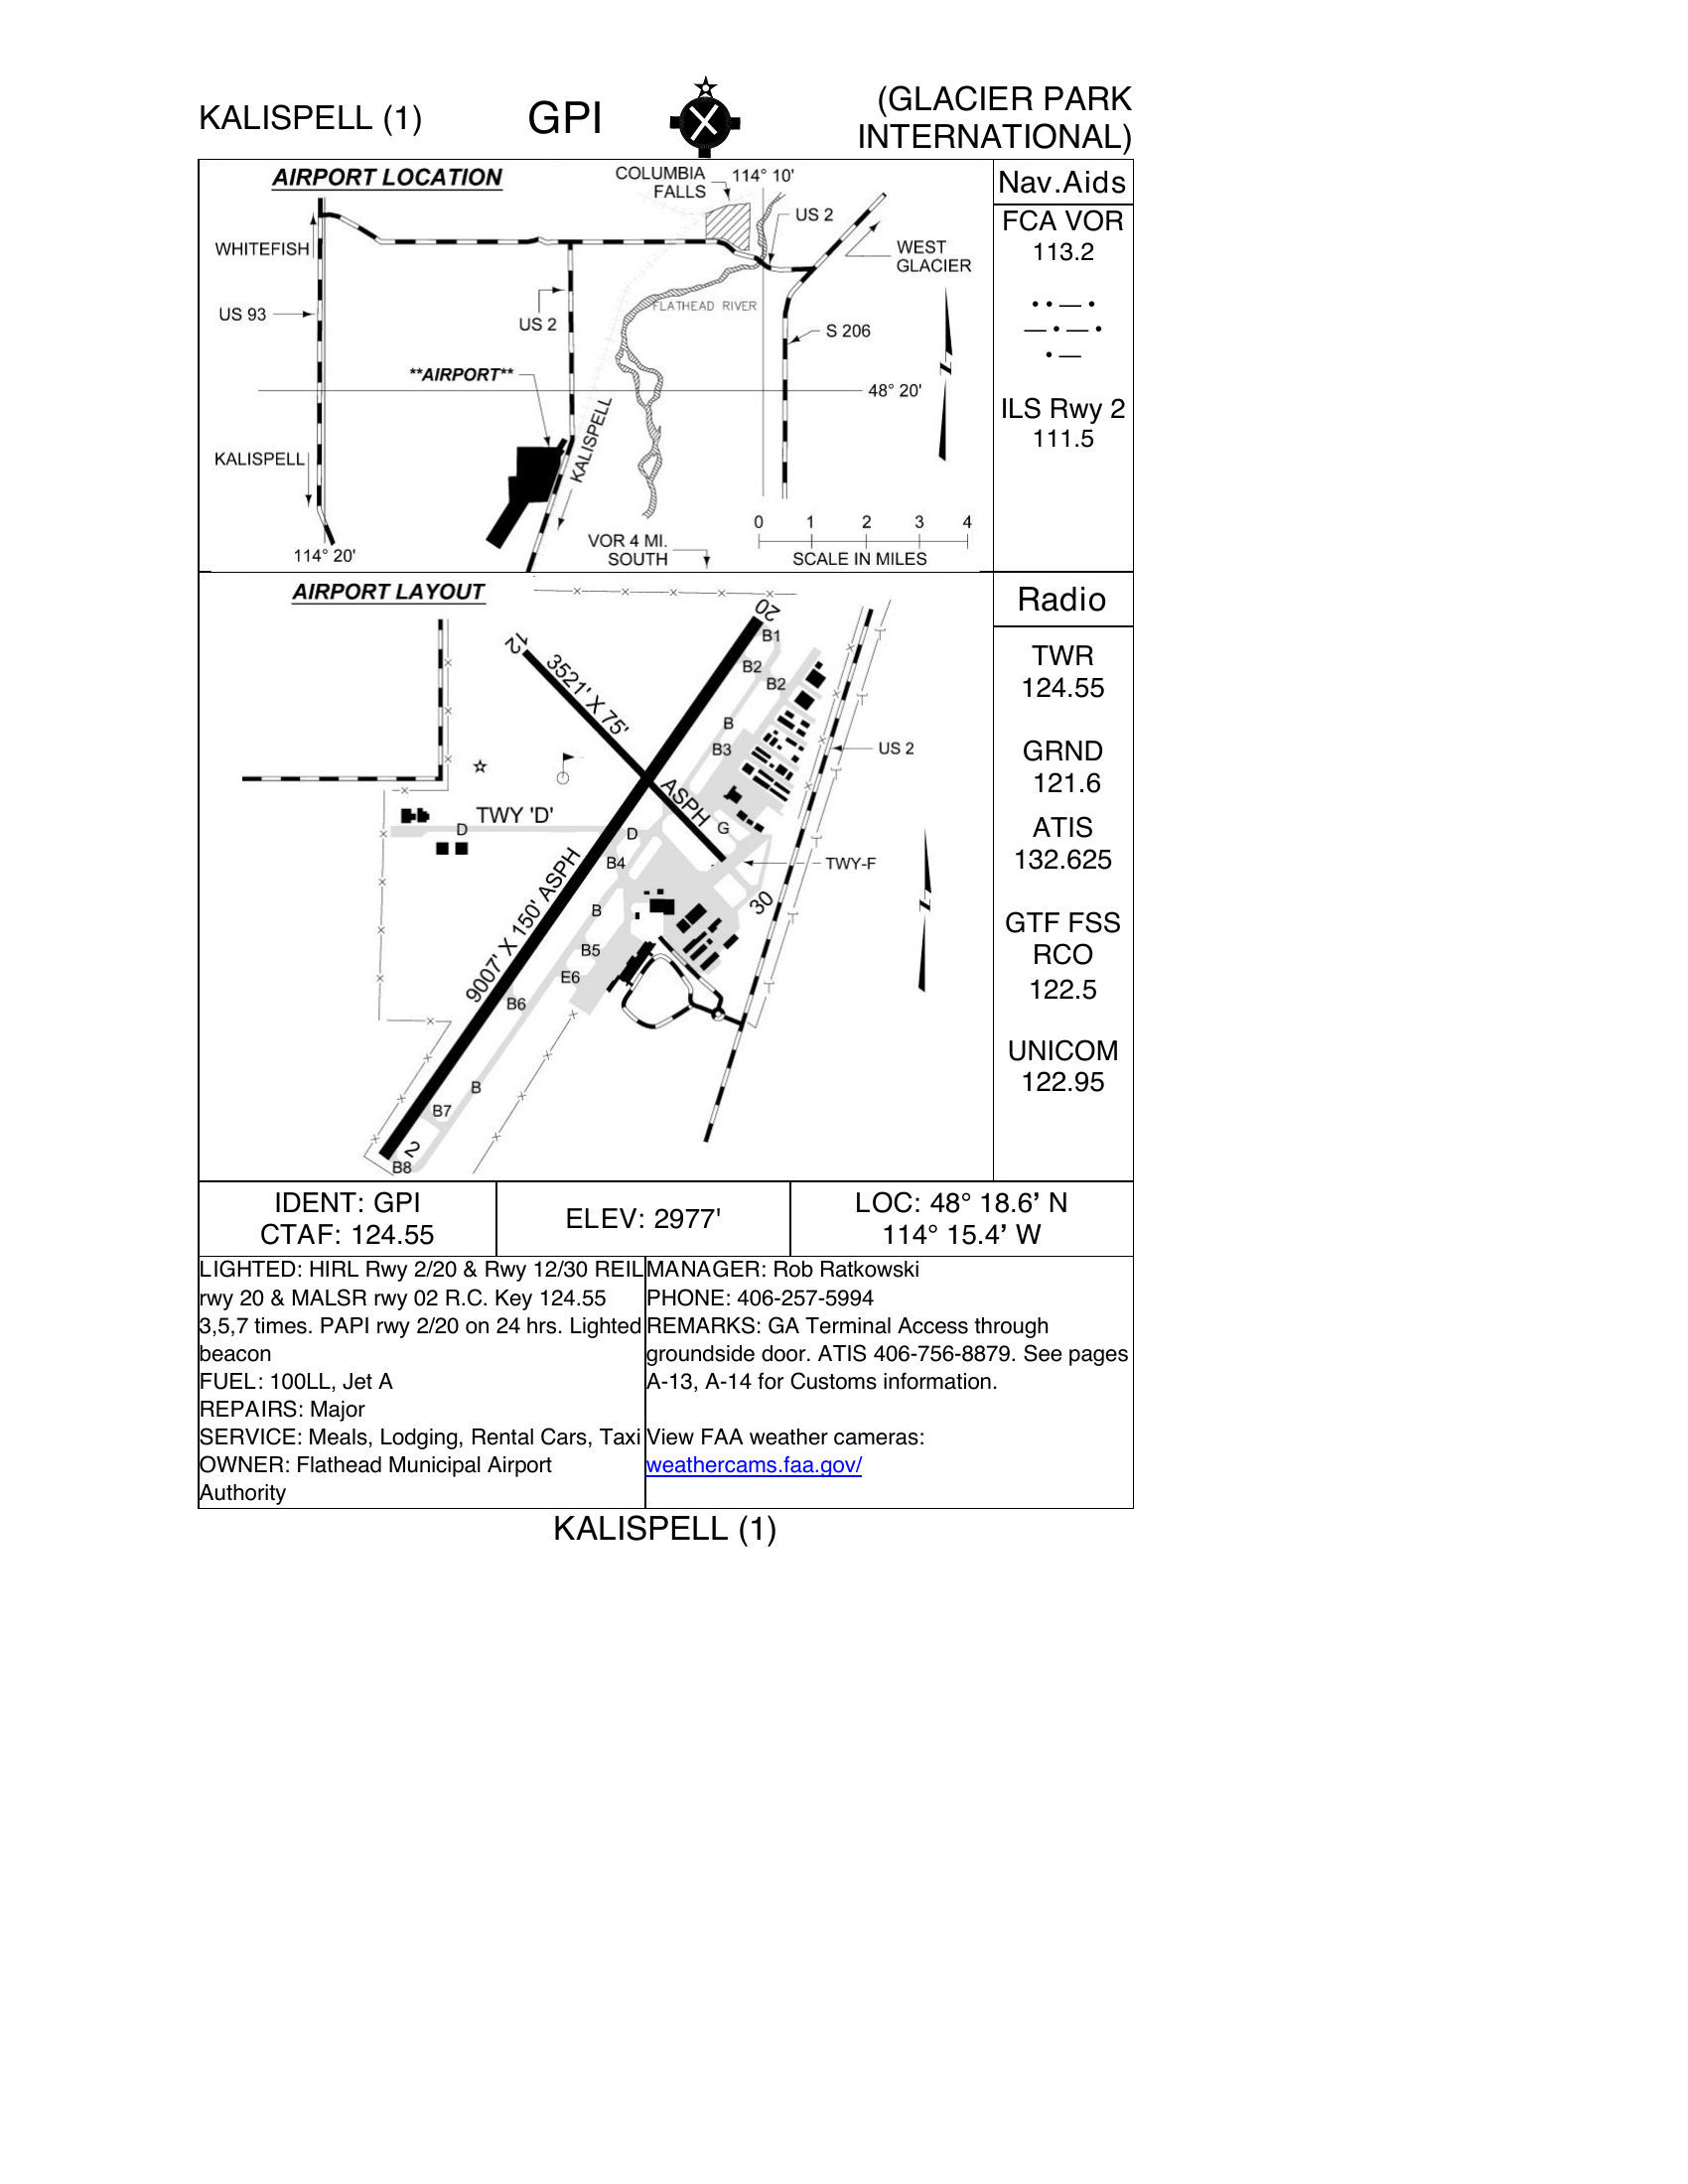 KALISPELL (1)
GPI
(GLACIER PARK
INTERNATIONAL)
AIRPORT LOCATION
COLUMBIA
FALLS
114° 10'
US 2
WHITEFISH
WEST
GLACIER
US 93
US 2
FLATHEAD RIVER
S 206
**AIRPORT**
48° 20'
KALISPELL
KALISPELL
114° 20'
VOR 4 MI.
SOUTH
0 1 2 3 4
SCALE IN MILES
N
Nav.Aids
FCA VOR
113.2
••—•
—•—•
•—
ILS Rwy 2
111.5
AIRPORT LAYOUT
20
B1
12
3521' X 75'
B2
B2
B
B3
US 2
ASPH
TWY 'D'
D
D
G
B4
TWY-F
9007' X 150' ASPH
30
B
B5
E6
B6
N
B
B7
2
B8
Radio
TWR
124.55
GRND
121.6
ATIS
132.625
GTF FSS
RCO
122.5
UNICOM
122.95
IDENT: GPI
CTAF: 124.55
ELEV: 2977'
LOC: 48° 18.6’ N
114° 15.4’ W
LIGHTED: HIRL Rwy 2/20 & Rwy 12/30 REIL
rwy 20 & MALSR rwy 02 R.C. Key 124.55
3,5,7 times. PAPI rwy 2/20 on 24 hrs. Lighted
beacon
FUEL: 100LL, Jet A
REPAIRS: Major
SERVICE: Meals, Lodging, Rental Cars, Taxi
OWNER: Flathead Municipal Airport
Authority
MANAGER: Rob Ratkowski
PHONE: 406-257-5994
REMARKS: GA Terminal Access through
groundside door. ATIS 406-756-8879. See pages
A-13, A-14 for Customs information.
View FAA weather cameras:
weathercams.faa.gov/
KALISPELL (1)